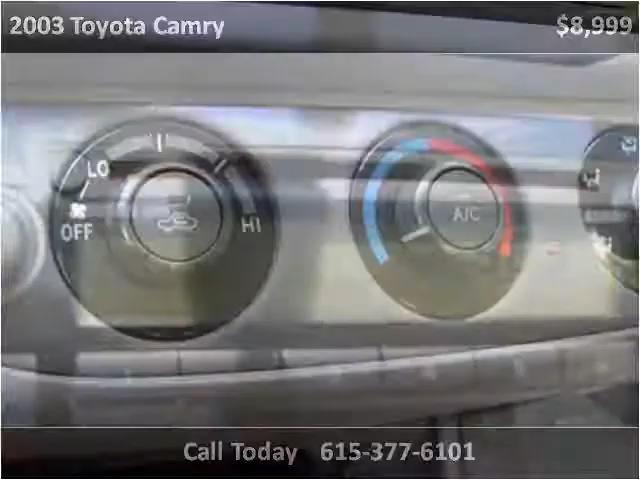 2003 Toyota Camry $8,999
LO
OFF
HI
A/C
Call Today 615-377-6101